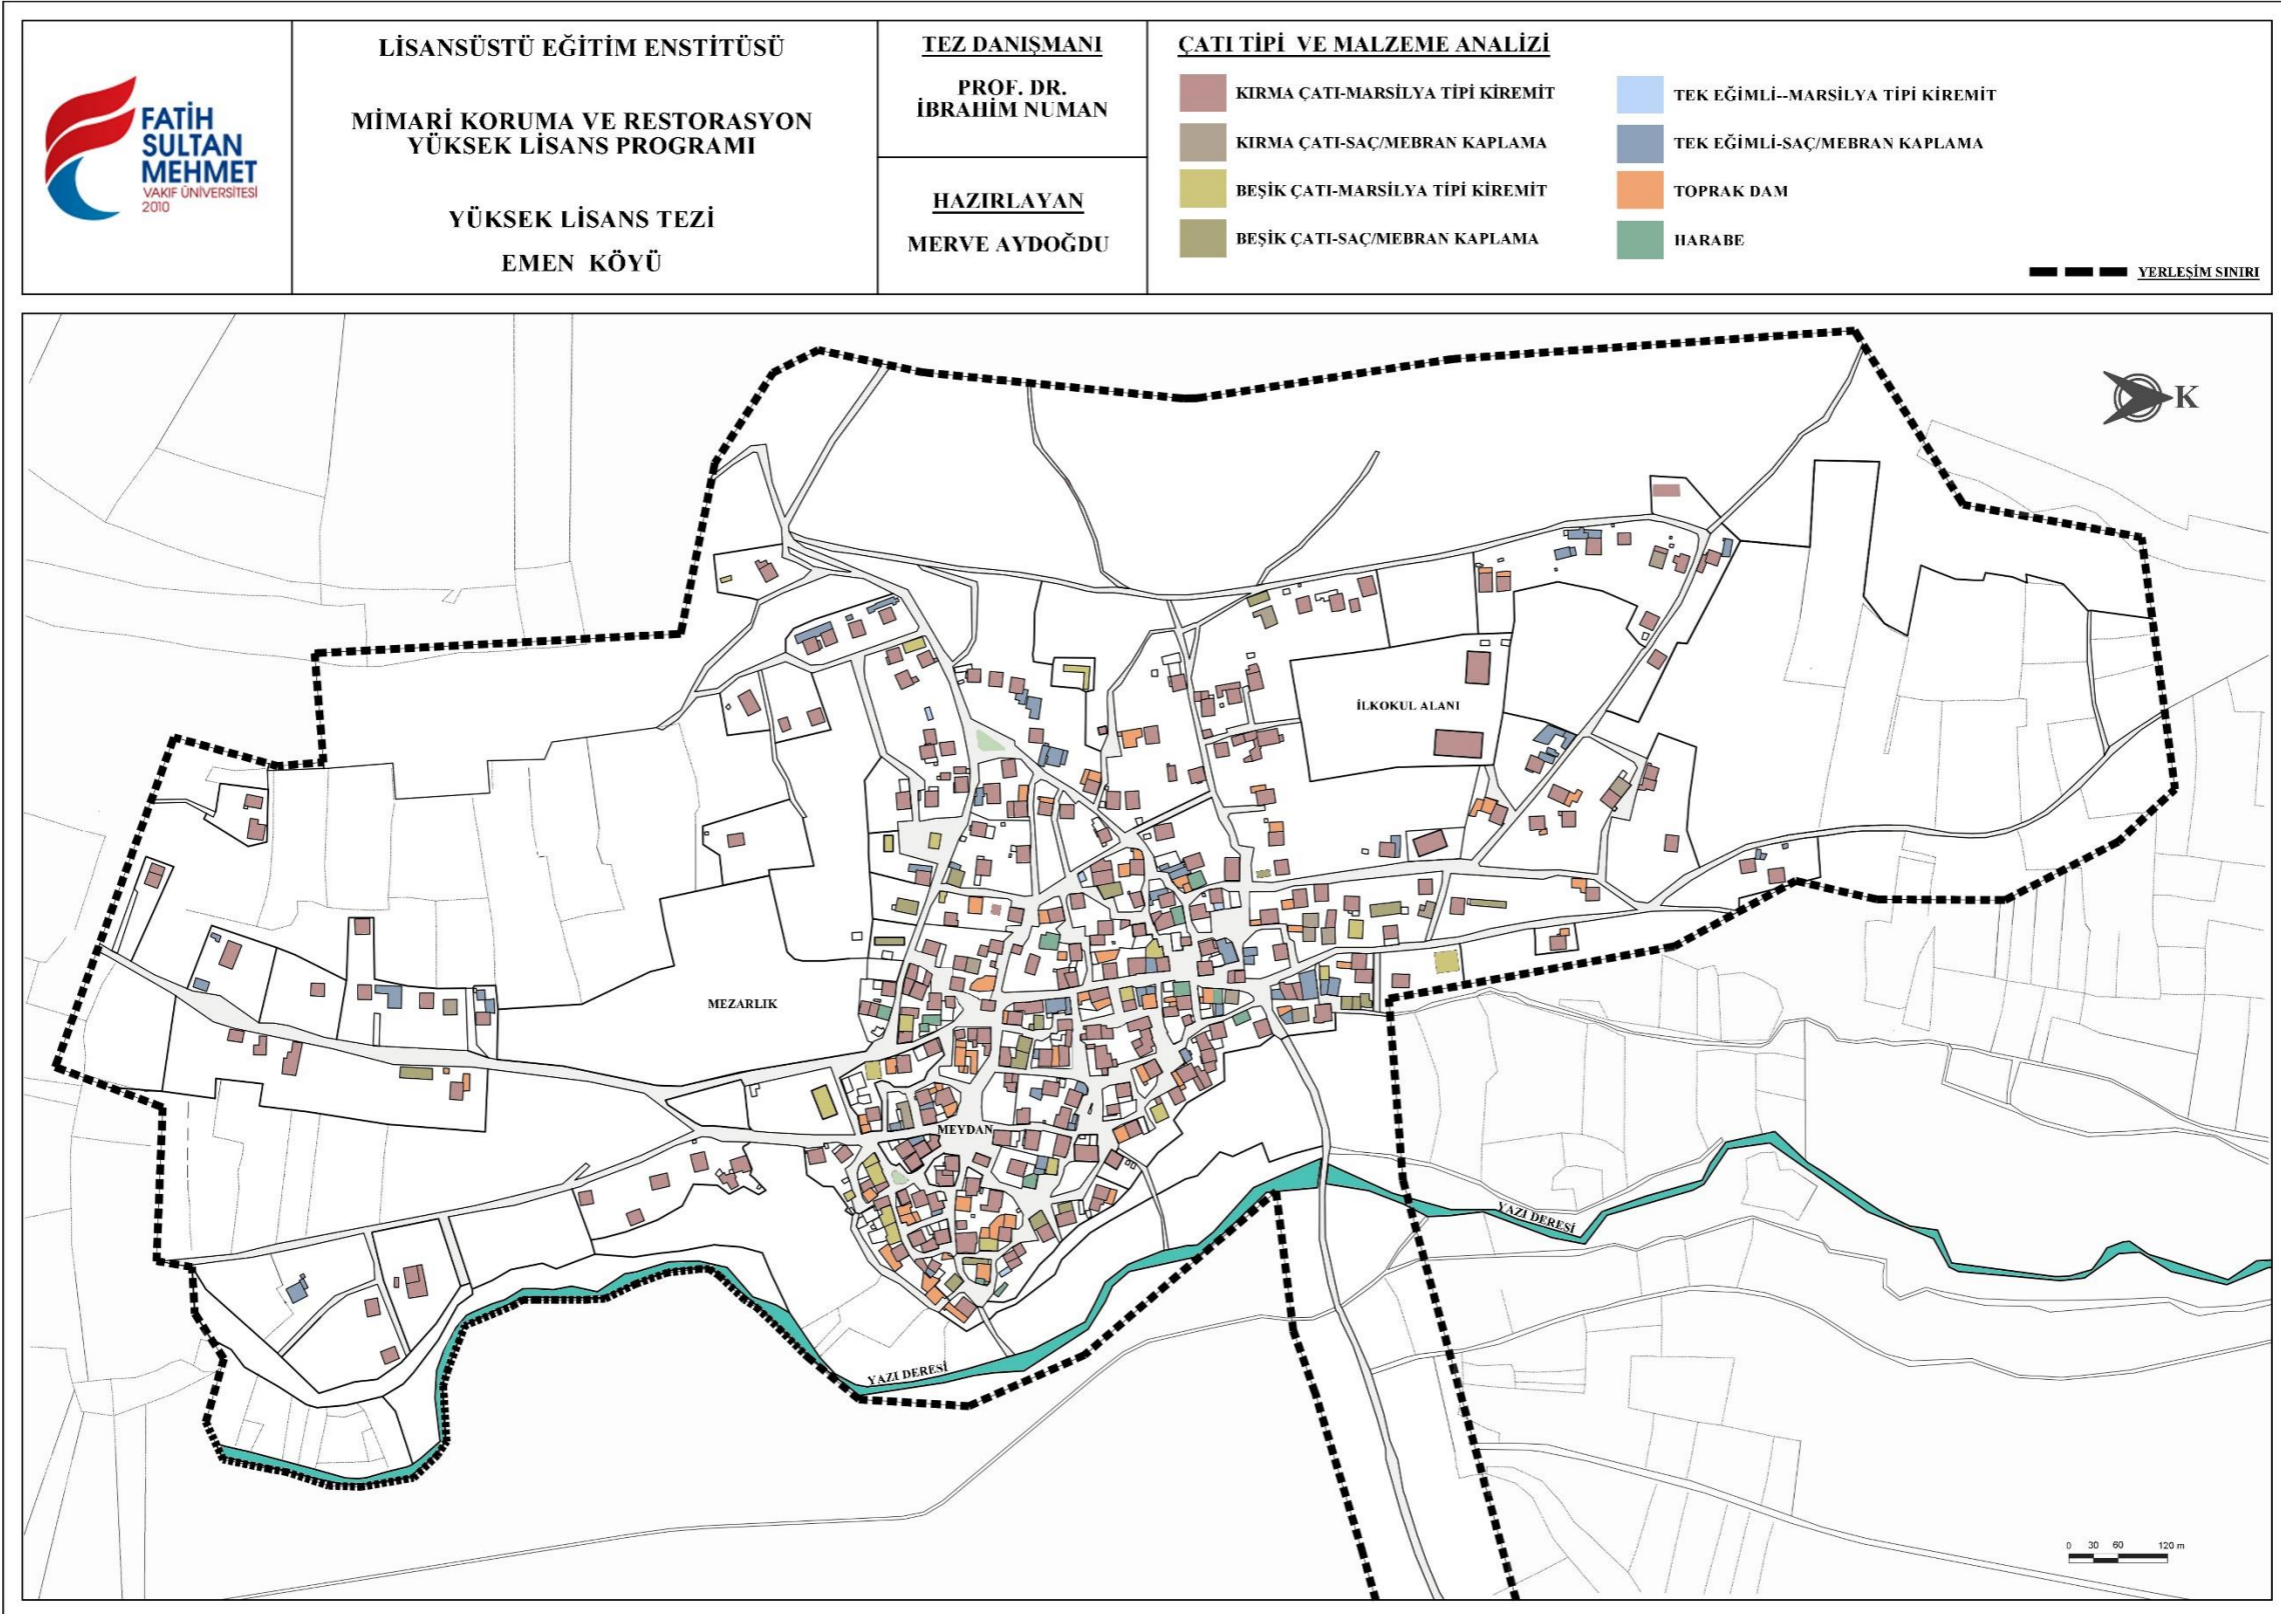 FATİH
SULTAN
MEHMET
VAKIF ÜNİVERSİTESİ
2010
LİSANSÜSTÜ EĞİTİM ENSTİTÜSÜ
MİMARİ KORUMA VE RESTORASYON
YÜKSEK LİSANS PROGRAMI
YÜKSEK LİSANS TEZİ
EMEN KÖYÜ
TEZ DANIŞMANI
PROF. DR.
İBRAHİM NUMAN
HAZIRLAYAN
MERVE AYDOĞDU
ÇATI TİPİ VE MALZEME ANALİZİ
KIRMA ÇATI-MARSİLYA TİPİ KİREMİT
KIRMA ÇATI-SAÇ/MEBRAN KAPLAMA
BEŞİK ÇATI-MARSİLYA TİPİ KİREMİT
BEŞİK ÇATI-SAÇ/MEBRAN KAPLAMA
TEK EĞİMLİ--MARSİLYA TİPİ KİREMİT
TEK EĞİMLİ-SAÇ/MEBRAN KAPLAMA
TOPRAK DAM
HARABE
YERLEŞİM SINIRI
K
İLKOKUL ALANI
MEZARLIK
MEYDAN
YAZI DERESİ
YAZI DERESİ
0 30 60 120 m